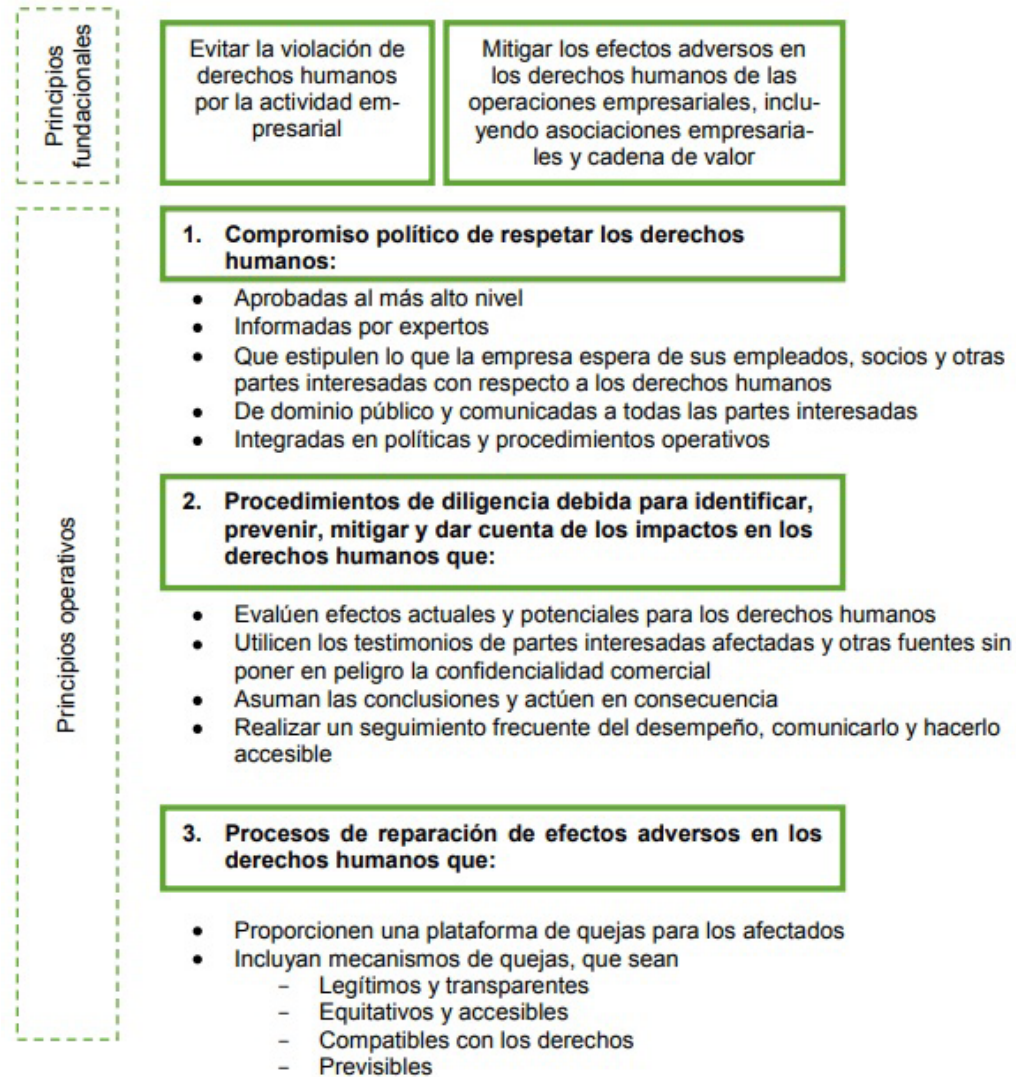 Principios
fundacionales
Evitar la violación de
derechos humanos
por la actividad em-
presarial
Mitigar los efectos adversos en
los derechos humanos de las
operaciones empresariales, inclu-
yendo asociaciones empresaria-
les y cadena de valor
Principios operativos
1. Compromiso político de respetar los derechos
humanos:
• Aprobadas al más alto nivel
• Informadas por expertos
• Que estipulen lo que la empresa espera de sus empleados, socios y otras
partes interesadas con respecto a los derechos humanos
• De dominio público y comunicadas a todas las partes interesadas
• Integradas en políticas y procedimientos operativos
2. Procedimientos de diligencia debida para identificar,
prevenir, mitigar y dar cuenta de los impactos en los
derechos humanos que:
• Evalúen efectos actuales y potenciales para los derechos humanos
• Utilicen los testimonios de partes interesadas afectadas y otras fuentes sin
poner en peligro la confidencialidad comercial
• Asuman las conclusiones y actúen en consecuencia
• Realizar un seguimiento frecuente del desempeño, comunicarlo y hacerlo
accesible
3. Procesos de reparación de efectos adversos en los
derechos humanos que:
• Proporcionen una plataforma de quejas para los afectados
• Incluyan mecanismos de quejas, que sean
- Legítimos y transparentes
- Equitativos y accesibles
- Compatibles con los derechos
- Previsibles